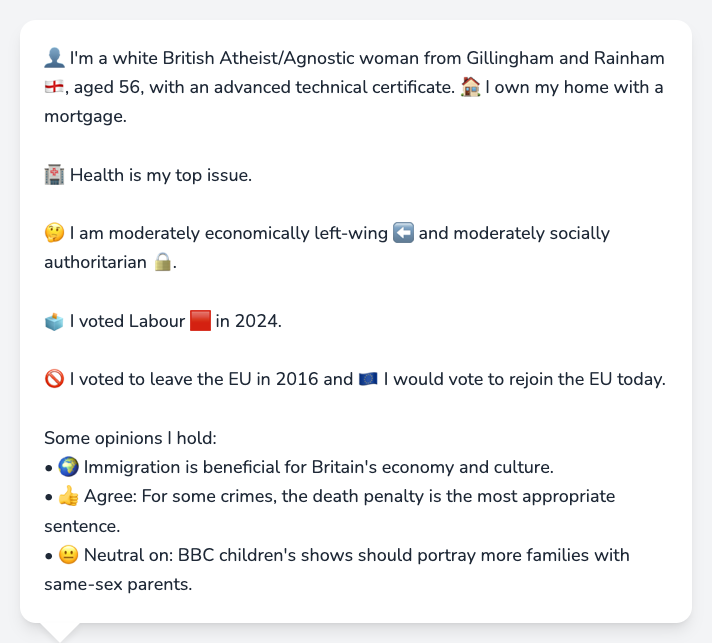 👤 I'm a white British Atheist/Agnostic woman from Gillingham and Rainham
🏴󠁧󠁢󠁥󠁮󠁧󠁿, aged 56, with an advanced technical certificate. 🏠 I own my home with a
mortgage.
🏥 Health is my top issue.
🤔 I am moderately economically left-wing ⬅️ and moderately socially
authoritarian 🔒.
🗳️ I voted Labour 🟥 in 2024.
🚫 I voted to leave the EU in 2016 and 🇪🇺 I would vote to rejoin the EU today.
Some opinions I hold:
• 🌍 Immigration is beneficial for Britain's economy and culture.
• 👍 Agree: For some crimes, the death penalty is the most appropriate
sentence.
• 😐 Neutral on: BBC children's shows should portray more families with
same-sex parents.